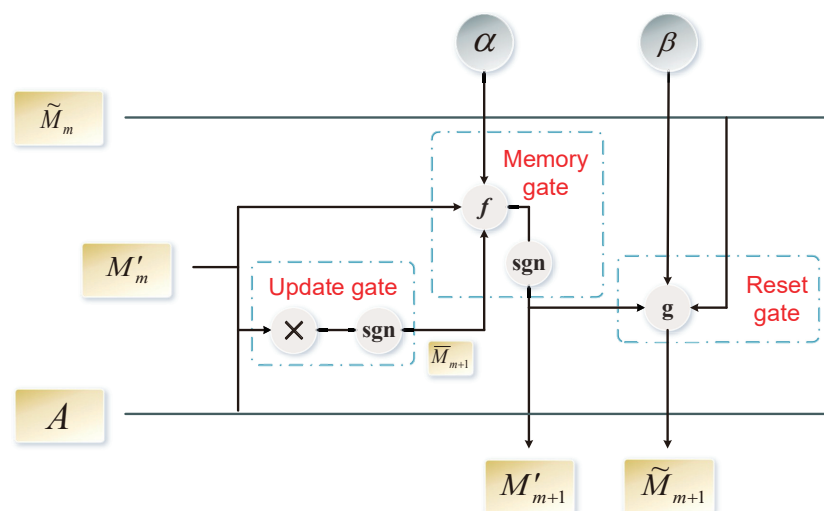 α
β
M̃ₘ
Memory
gate
f
M′ₘ
sgn
Update gate
Reset
gate
g
×
sgn
M̅ₘ₊₁
A
M′ₘ₊₁
M̃ₘ₊₁